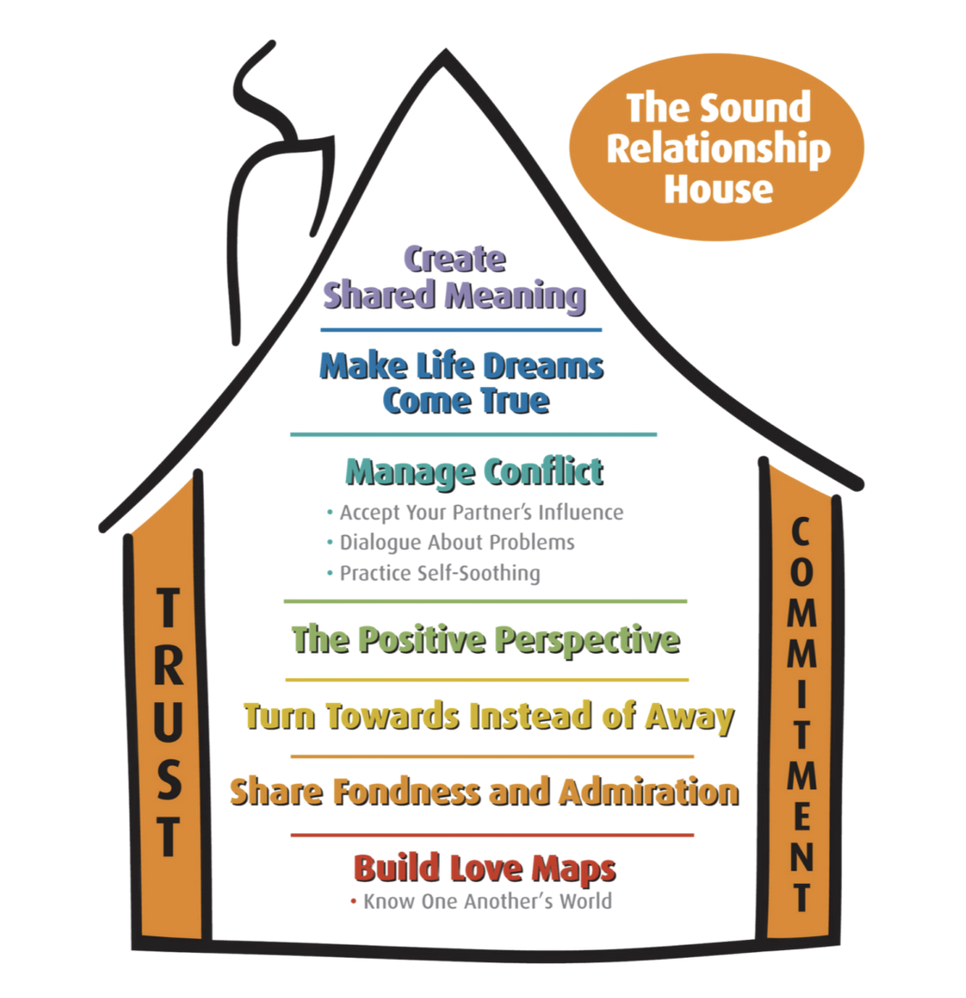 The Sound
Relationship
House
Create
Shared Meaning
Make Life Dreams
Come True
Manage Conflict
• Accept Your Partner's Influence
• Dialogue About Problems
• Practice Self-Soothing
The Positive Perspective
Turn Towards Instead of Away
Share Fondness and Admiration
Build Love Maps
• Know One Another's World
TRUST
COMMITMENT